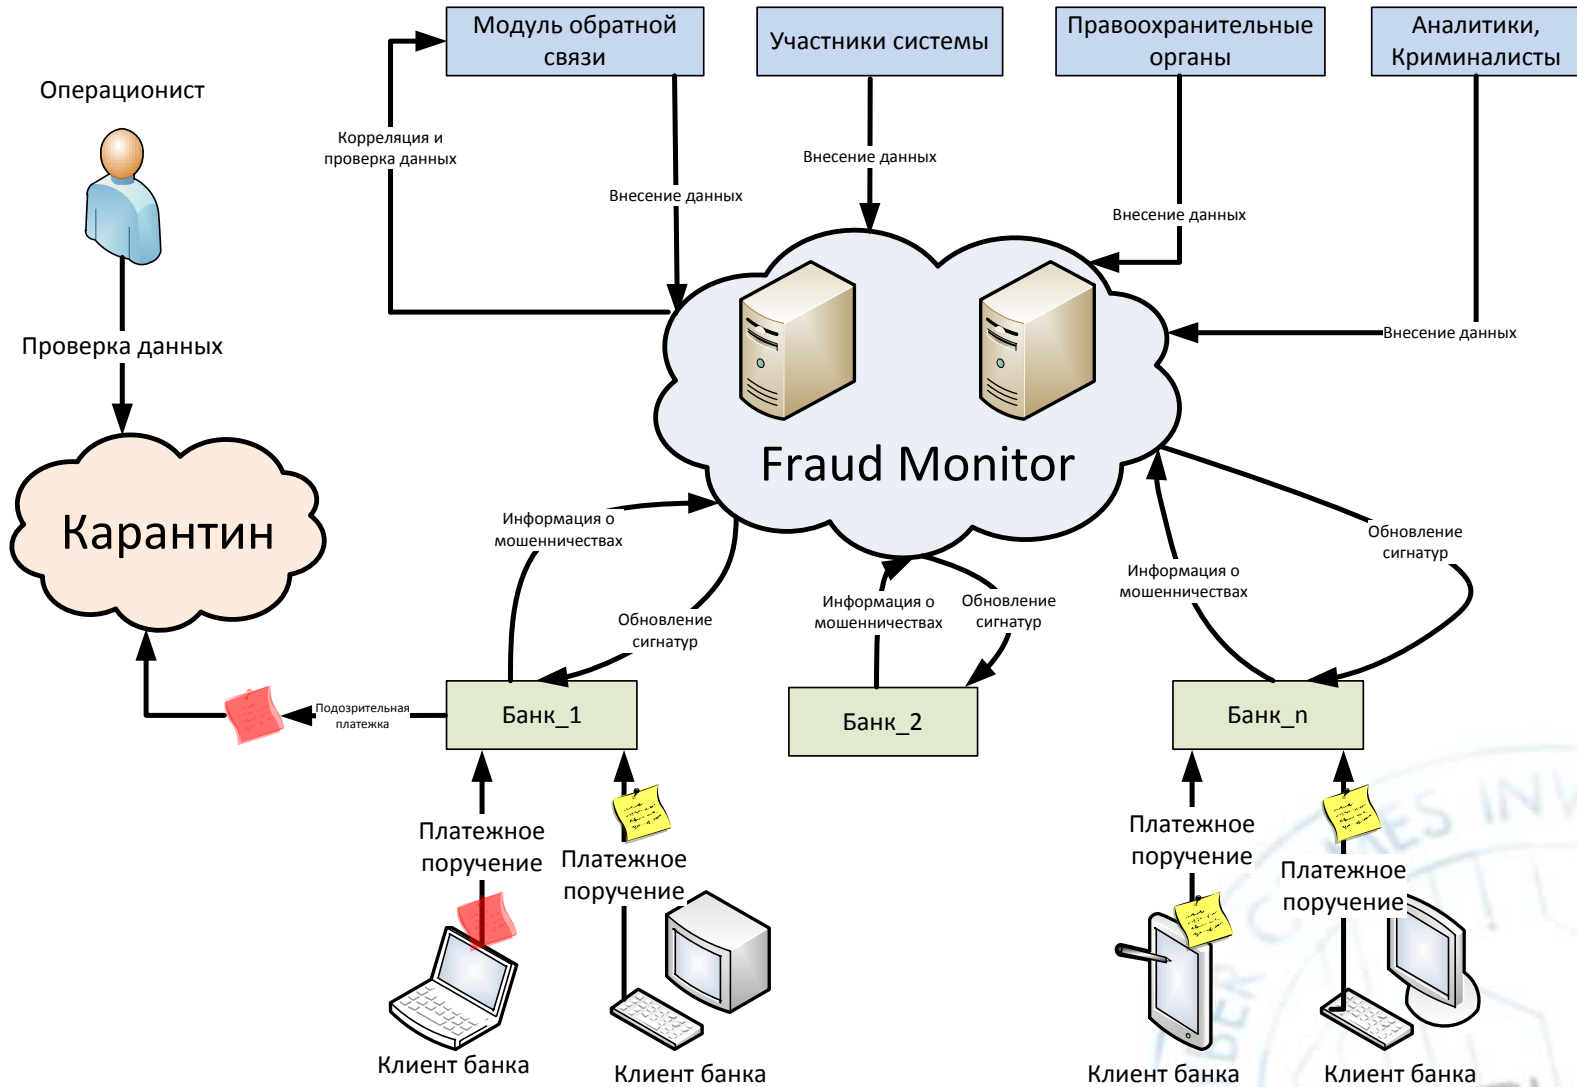 Модуль обратной
связи
Участники системы
Правоохранительные
органы
Аналитики,
Криминалисты
Операционист
Корреляция и
проверка данных
Внесение данных
Внесение данных
Внесение данных
Внесение данных
Проверка данных
Fraud Monitor
Карантин
Информация о
мошенничествах
Обновление
сигнатур
Информация о
мошенничествах
Обновление
сигнатур
Информация о
мошенничествах
Обновление
сигнатур
Подозрительная
платежка
Банк_1
Банк_2
Банк_n
Платежное
поручение
Платежное
поручение
Платежное
поручение
Платежное
поручение
Клиент банка
Клиент банка
Клиент банка
Клиент банка